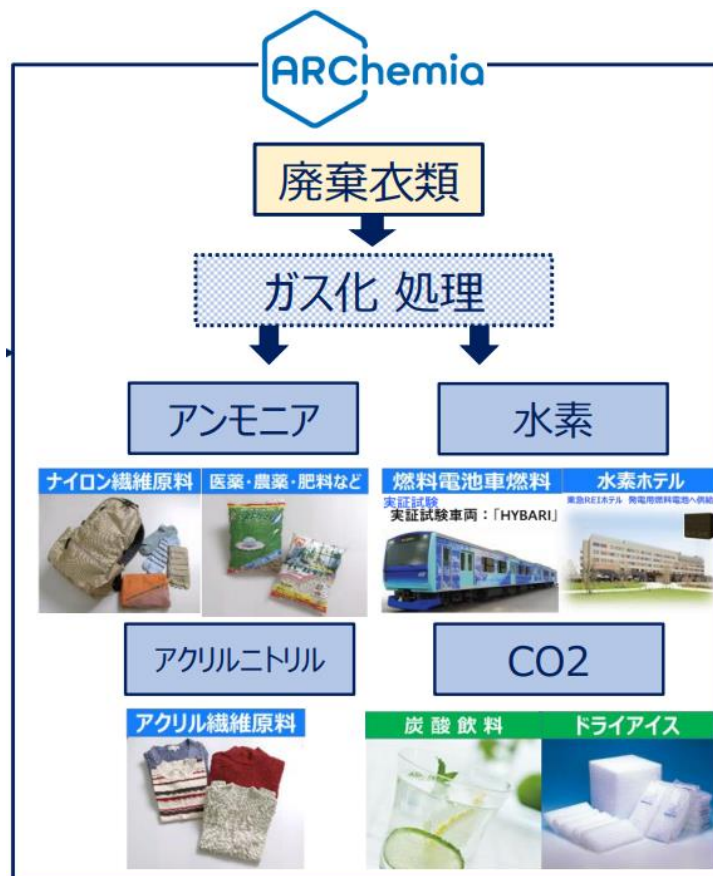 ARChemia
廃棄衣類
ガス化 処理
アンモニア
水素
ナイロン繊維原料
医薬・農薬・肥料など
燃料電池車燃料
実証試験
実証試験車両：「HYBARI」
水素ホテル
東急REIホテル 発電用燃料電池へ供給
アクリルニトリル
CO2
アクリル繊維原料
炭酸飲料
ドライアイス